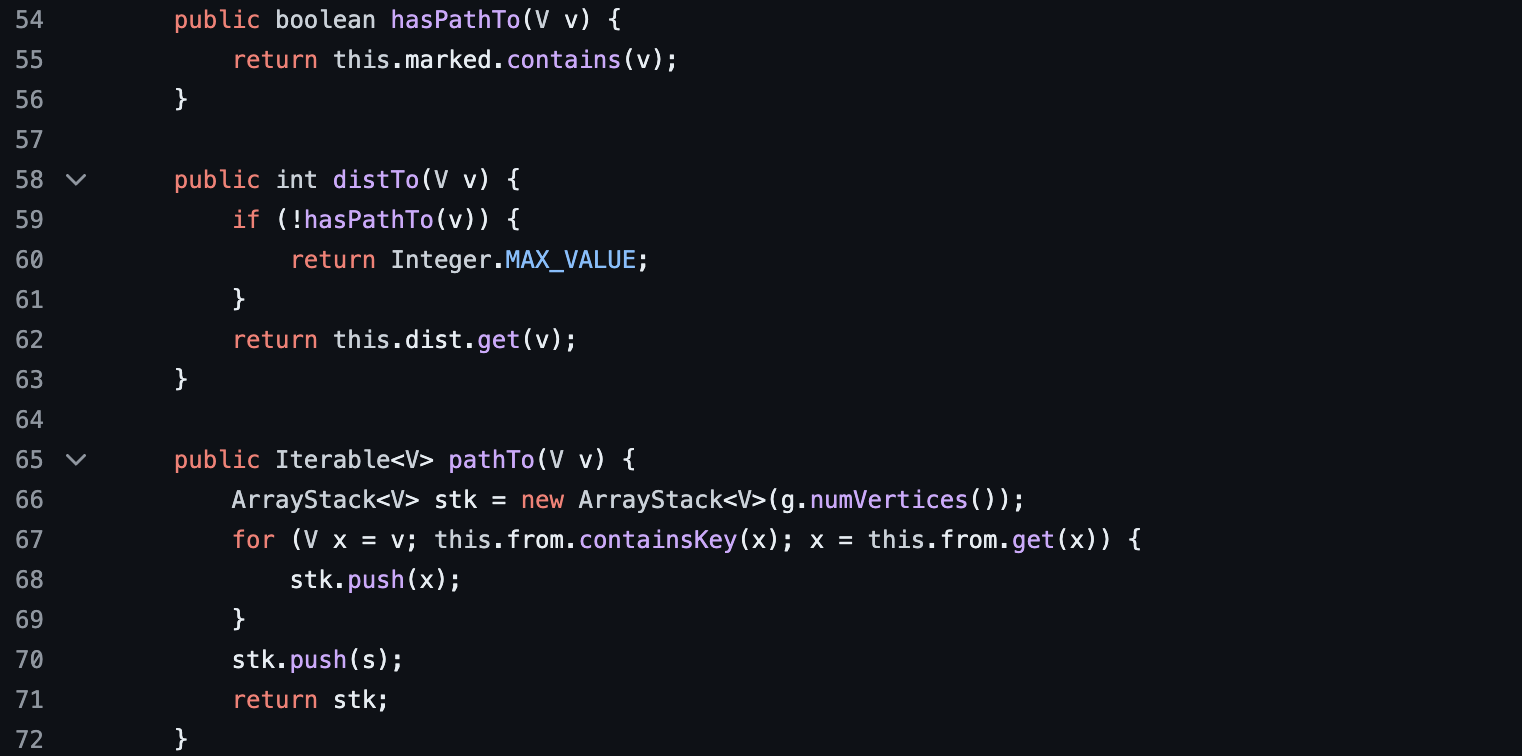 54 public boolean hasPathTo(V v) {
55 return this.marked.contains(v);
56 }
57
58 public int distTo(V v) {
59 if (!hasPathTo(v)) {
60 return Integer.MAX_VALUE;
61 }
62 return this.dist.get(v);
63 }
64
65 public Iterable<V> pathTo(V v) {
66 ArrayStack<V> stk = new ArrayStack<V>(g.numVertices());
67 for (V x = v; this.from.containsKey(x); x = this.from.get(x)) {
68 stk.push(x);
69 }
70 stk.push(s);
71 return stk;
72 }